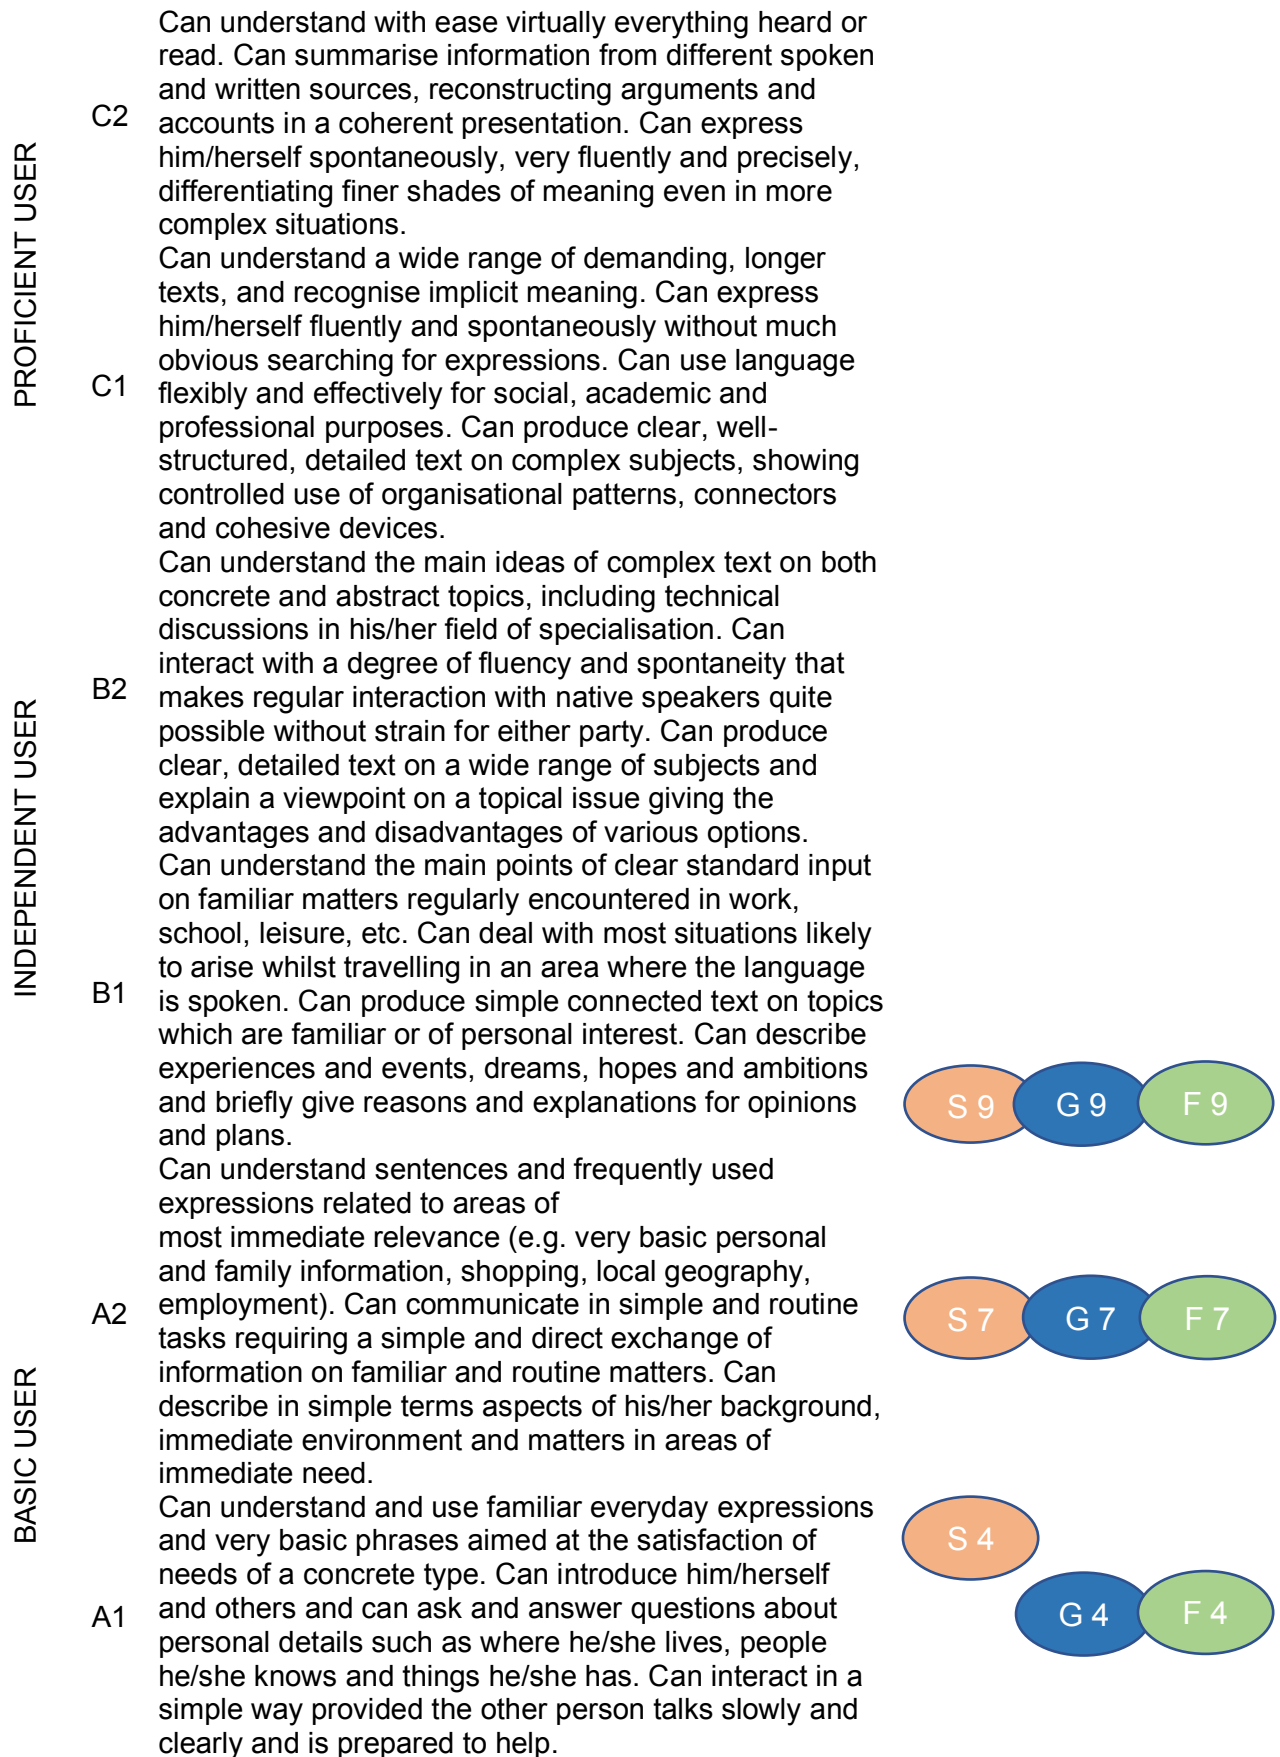 PROFICIENT USER
C2
Can understand with ease virtually everything heard or
read. Can summarise information from different spoken
and written sources, reconstructing arguments and
accounts in a coherent presentation. Can express
him/herself spontaneously, very fluently and precisely,
differentiating finer shades of meaning even in more
complex situations.
C1
Can understand a wide range of demanding, longer
texts, and recognise implicit meaning. Can express
him/herself fluently and spontaneously without much
obvious searching for expressions. Can use language
flexibly and effectively for social, academic and
professional purposes. Can produce clear, well-
structured, detailed text on complex subjects, showing
controlled use of organisational patterns, connectors
and cohesive devices.
INDEPENDENT USER
B2
Can understand the main ideas of complex text on both
concrete and abstract topics, including technical
discussions in his/her field of specialisation. Can
interact with a degree of fluency and spontaneity that
makes regular interaction with native speakers quite
possible without strain for either party. Can produce
clear, detailed text on a wide range of subjects and
explain a viewpoint on a topical issue giving the
advantages and disadvantages of various options.
B1
Can understand the main points of clear standard input
on familiar matters regularly encountered in work,
school, leisure, etc. Can deal with most situations likely
to arise whilst travelling in an area where the language
is spoken. Can produce simple connected text on topics
which are familiar or of personal interest. Can describe
experiences and events, dreams, hopes and ambitions
and briefly give reasons and explanations for opinions
and plans.
S 9
G 9
F 9
BASIC USER
A2
Can understand sentences and frequently used
expressions related to areas of
most immediate relevance (e.g. very basic personal
and family information, shopping, local geography,
employment). Can communicate in simple and routine
tasks requiring a simple and direct exchange of
information on familiar and routine matters. Can
describe in simple terms aspects of his/her background,
immediate environment and matters in areas of
immediate need.
S 7
G 7
F 7
A1
Can understand and use familiar everyday expressions
and very basic phrases aimed at the satisfaction of
needs of a concrete type. Can introduce him/herself
and others and can ask and answer questions about
personal details such as where he/she lives, people
he/she knows and things he/she has. Can interact in a
simple way provided the other person talks slowly and
clearly and is prepared to help.
S 4
G 4
F 4